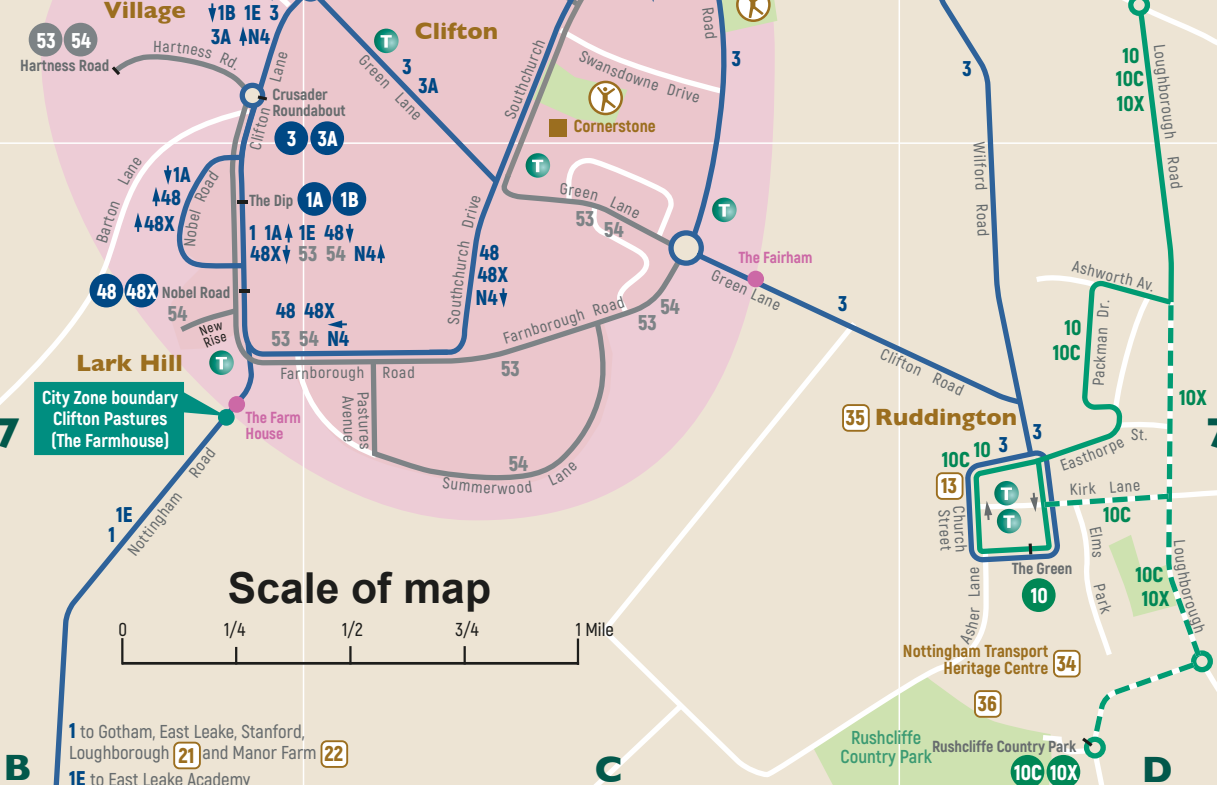 Village
↓1B 1E 3
3A ↑N4
53 54
Hartness Road
Hartness Rd.
Clifton Lane
Crusader
Roundabout
3 3A
T
Clifton
Green Lane
3
3A
Southchurch
Swansdowne Drive
Cornerstone
Road
3
3
Wilford Road
10
10C
10X
Loughborough Road
Barton Lane
↓1A
↑48
↑48X
Nobel Road
The Dip 1A 1B
1 1A↑ 1E 48↓
48X↓ 53 54 N4↑
48 48X Nobel Road
54
New
Rise
48 48X
←
53 54 N4
Southchurch Drive
48
48X
N4↓
T
Green Lane
53 54
T
The Fairham
Green Lane
3
Farnborough Road
53 54
Clifton Road
Lark Hill
T
Farnborough Road
53
City Zone boundary
Clifton Pastures
(The Farmhouse)
The Farm
House
Pastures
Avenue
54
Summerwood Lane
7
1E
1
Nottingham Road
Ashworth Av.
10
10C
Packman Dr.
10X
7
35 Ruddington
10C 10 3 3
Easthorpe St.
13
T
T
Kirk Lane
10C
Church
Street
Elms Park
The Green
10
Asher Lane
10C
10X
Loughborough
Scale of map
0 1/4 1/2 3/4 1 Mile
Nottingham Transport
Heritage Centre 34
36
Rushcliffe
Country Park
Rushcliffe Country Park
10C 10X
1 to Gotham, East Leake, Stanford,
Loughborough 21 and Manor Farm 22
1E to East Leake Academy
B C D